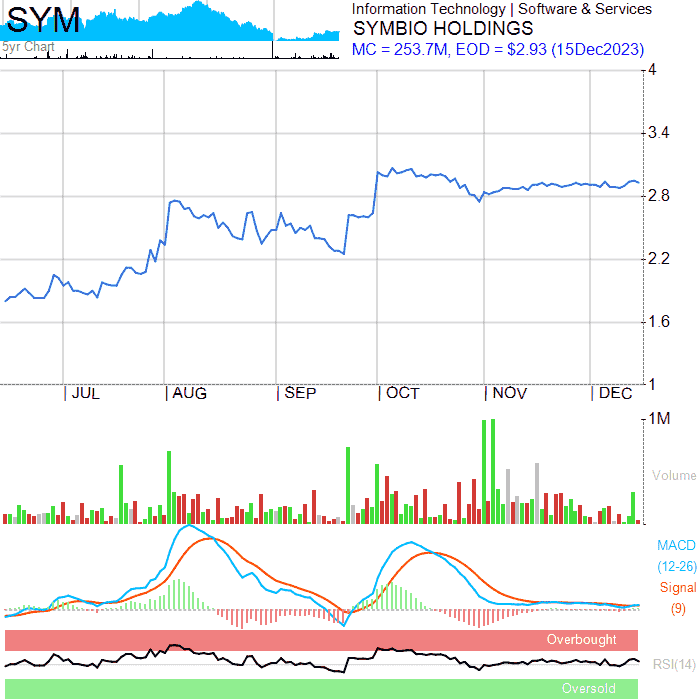 SYM
5yr Chart
Information Technology | Software & Services
SYMBIO HOLDINGS
MC = 253.7M, EOD = $2.93 (15Dec2023)
4
3.4
2.8
2.2
1.6
1
JUL
AUG
SEP
OCT
NOV
DEC
1M
Volume
MACD
(12-26)
Signal
(9)
Overbought
RSI(14)
Oversold